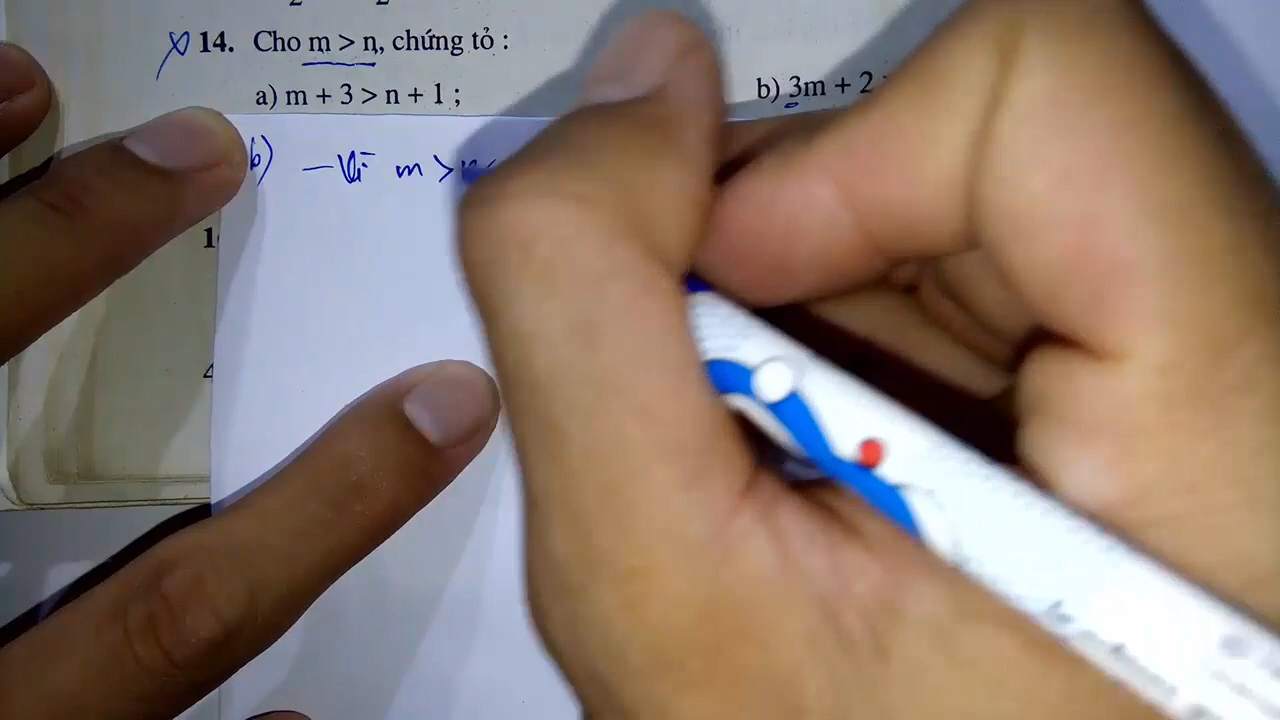 14. Cho m > n, chứng tỏ :
a) m + 3 > n + 1 ;
b) 3m + 2
b) – Vì m > n